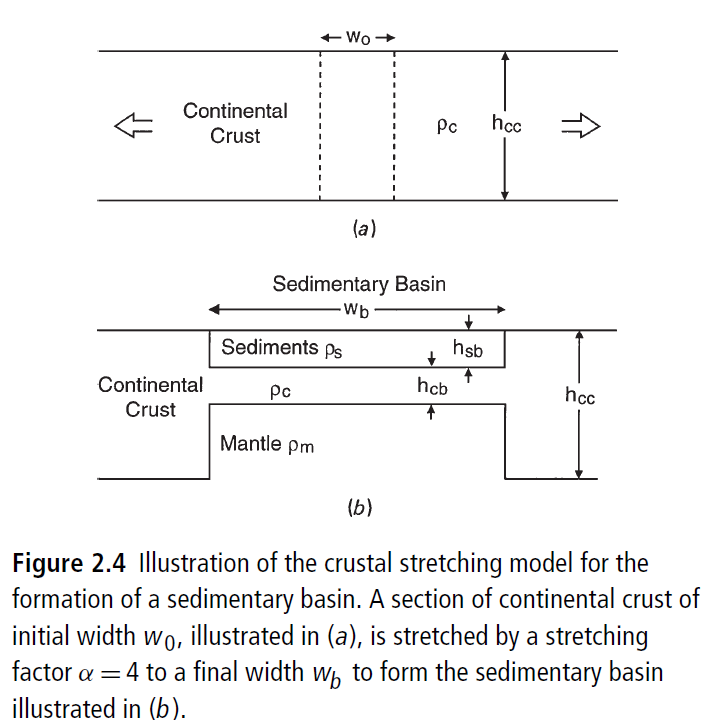 w₀
Continental
Crust
ρc hcc
(a)
Sedimentary Basin
wb
Sediments ρs hsb
Continental
Crust
ρc hcb hcc
Mantle ρm
(b)
Figure 2.4 Illustration of the crustal stretching model for the
formation of a sedimentary basin. A section of continental crust of
initial width w₀, illustrated in (a), is stretched by a stretching
factor α = 4 to a final width wb to form the sedimentary basin
illustrated in (b).